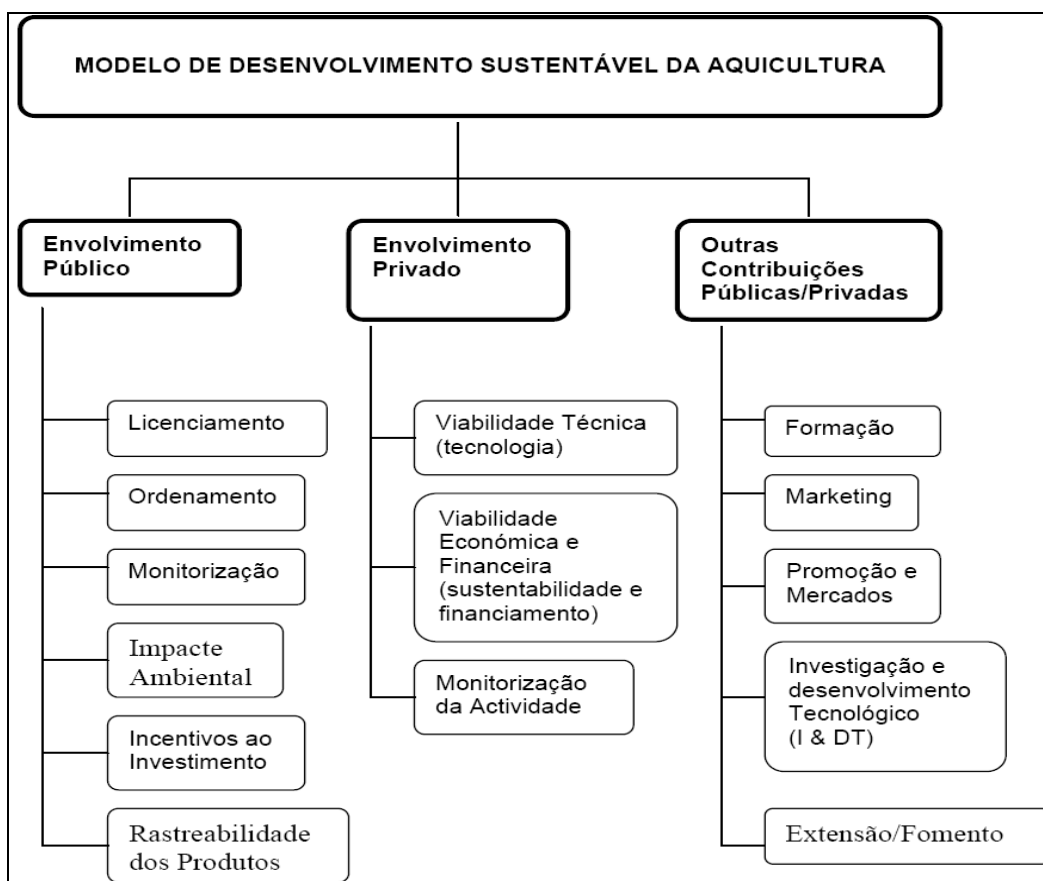 MODELO DE DESENVOLVIMENTO SUSTENTÁVEL DA AQUICULTURA
Envolvimento
Público
Licenciamento
Ordenamento
Monitorização
Impacte
Ambiental
Incentivos ao
Investimento
Rastreabilidade
dos Produtos
Envolvimento
Privado
Viabilidade Técnica
(tecnologia)
Viabilidade
Económica e
Financeira
(sustentabilidade e
financiamento)
Monitorização
da Actividade
Outras
Contribuições
Públicas/Privadas
Formação
Marketing
Promoção e
Mercados
Investigação e
desenvolvimento
Tecnológico
(I & DT)
Extensão/Fomento